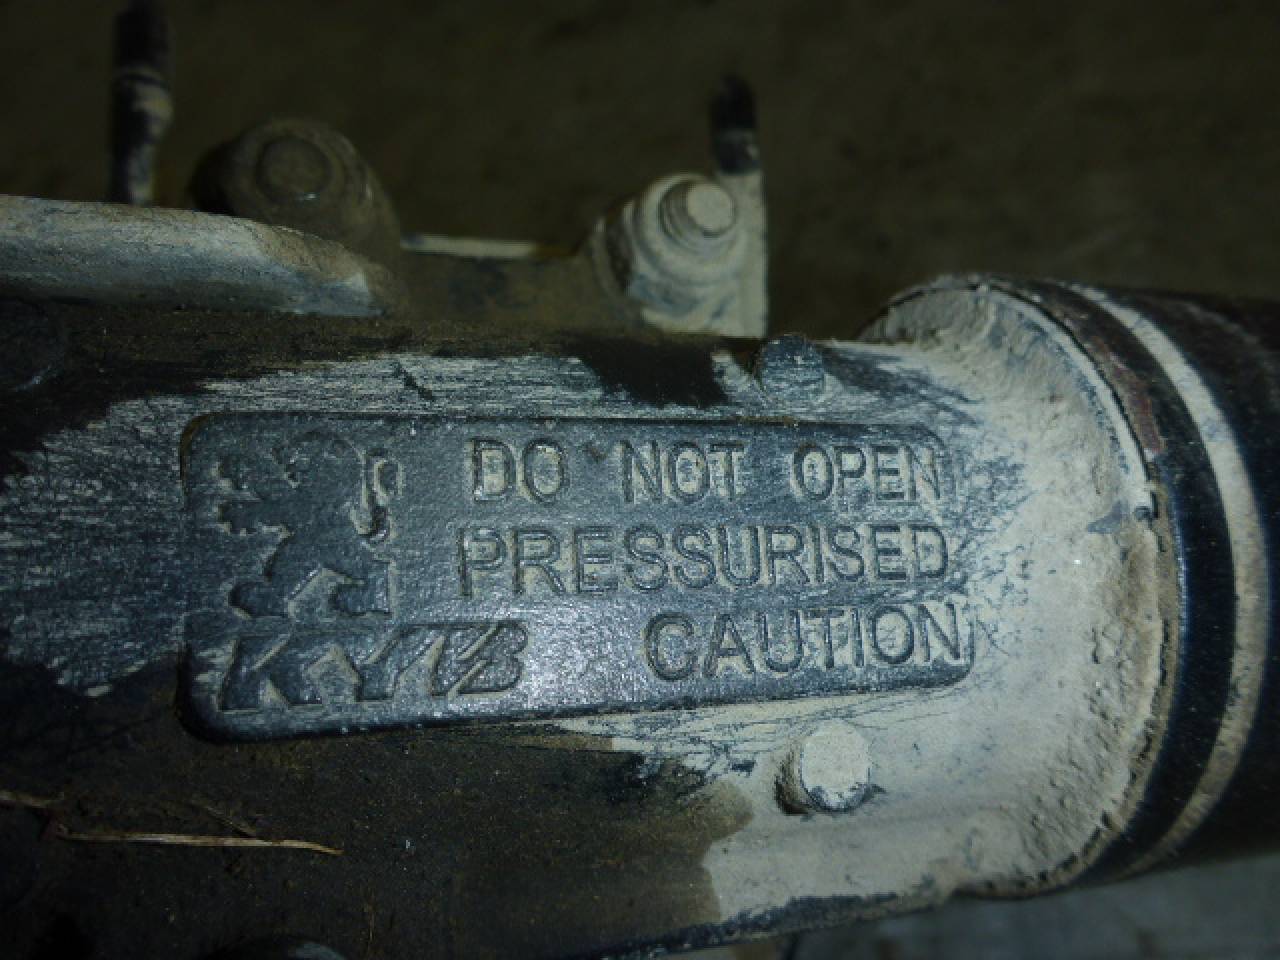 DO NOT OPEN
PRESSURISED
KYB CAUTION